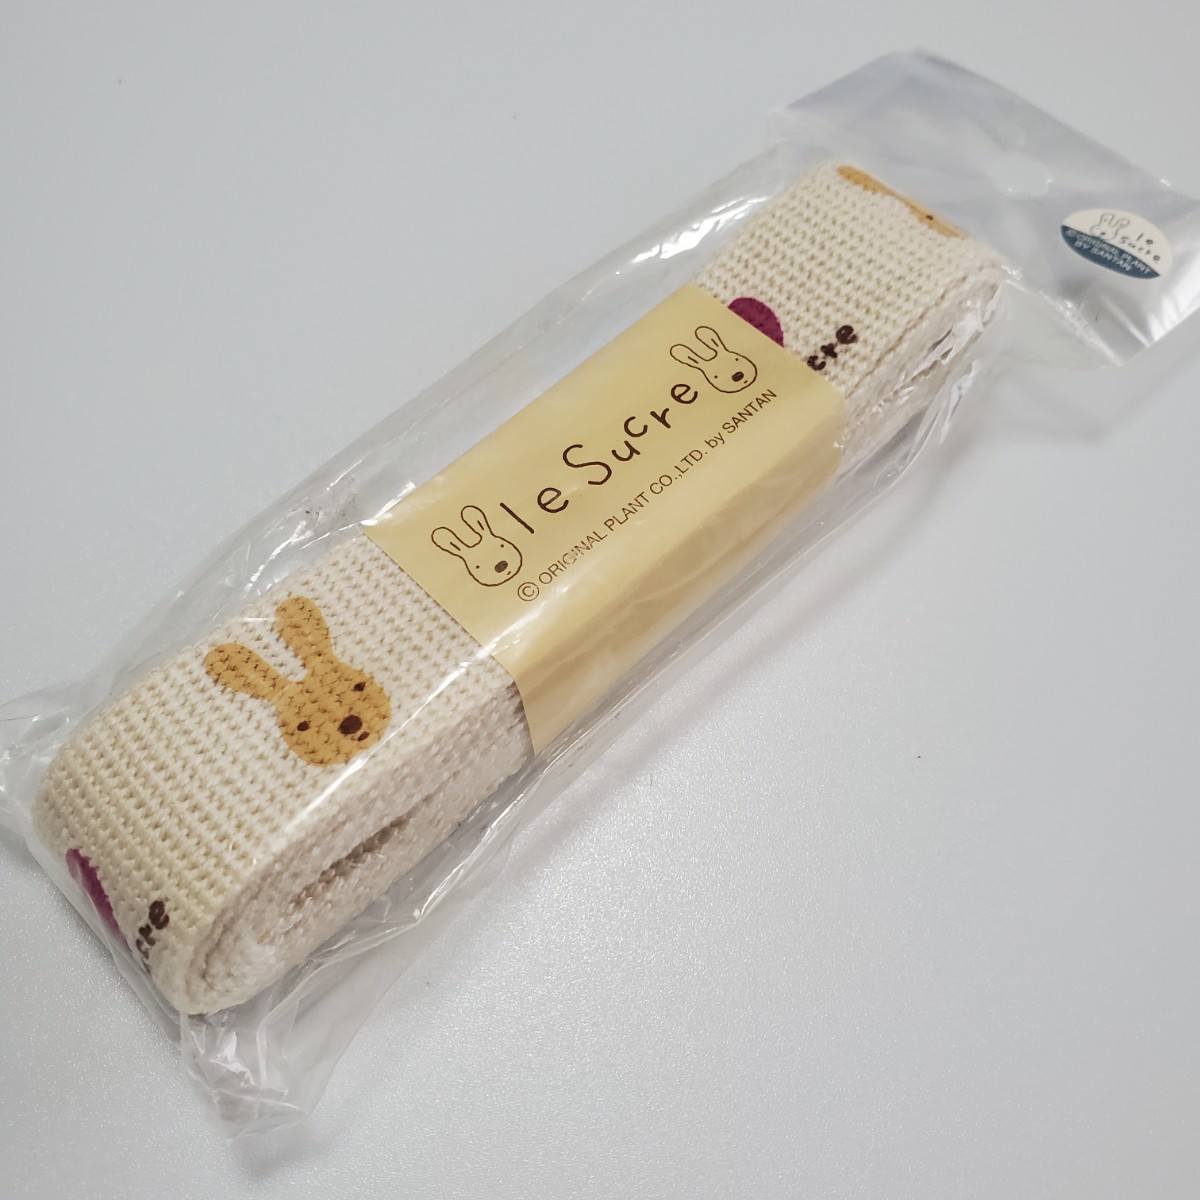 le
Sucre
©ORIGINAL PLANT
BY SANTAN
cre
le Sucre
© ORIGINAL PLANT CO.,LTD. by SANTAN
cre